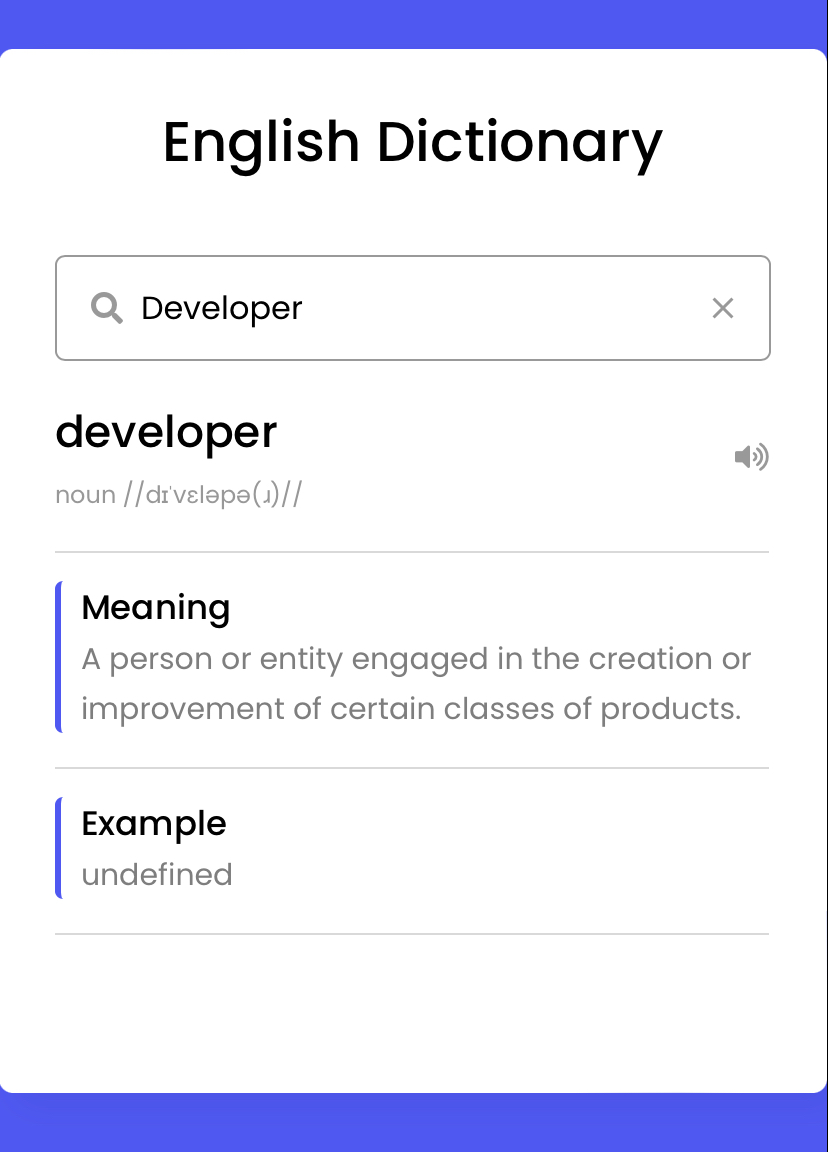 English Dictionary
Developer
developer
noun //dɪˈvɛləpə(ɹ)//
Meaning
A person or entity engaged in the creation or
improvement of certain classes of products.
Example
undefined